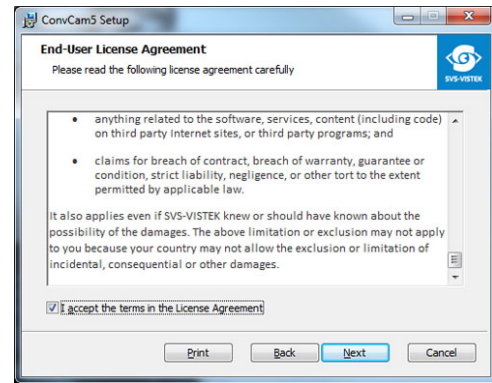 ConvCam5 Setup
End-User License Agreement
Please read the following license agreement carefully
SVS-VISTEK
• anything related to the software, services, content (including code)
on third party Internet sites, or third party programs; and
• claims for breach of contract, breach of warranty, guarantee or
condition, strict liability, negligence, or other tort to the extent
permitted by applicable law.
It also applies even if SVS-VISTEK knew or should have known about the
possibility of the damages. The above limitation or exclusion may not apply
to you because your country may not allow the exclusion or limitation of
incidental, consequential or other damages.
I accept the terms in the License Agreement
Print Back Next Cancel